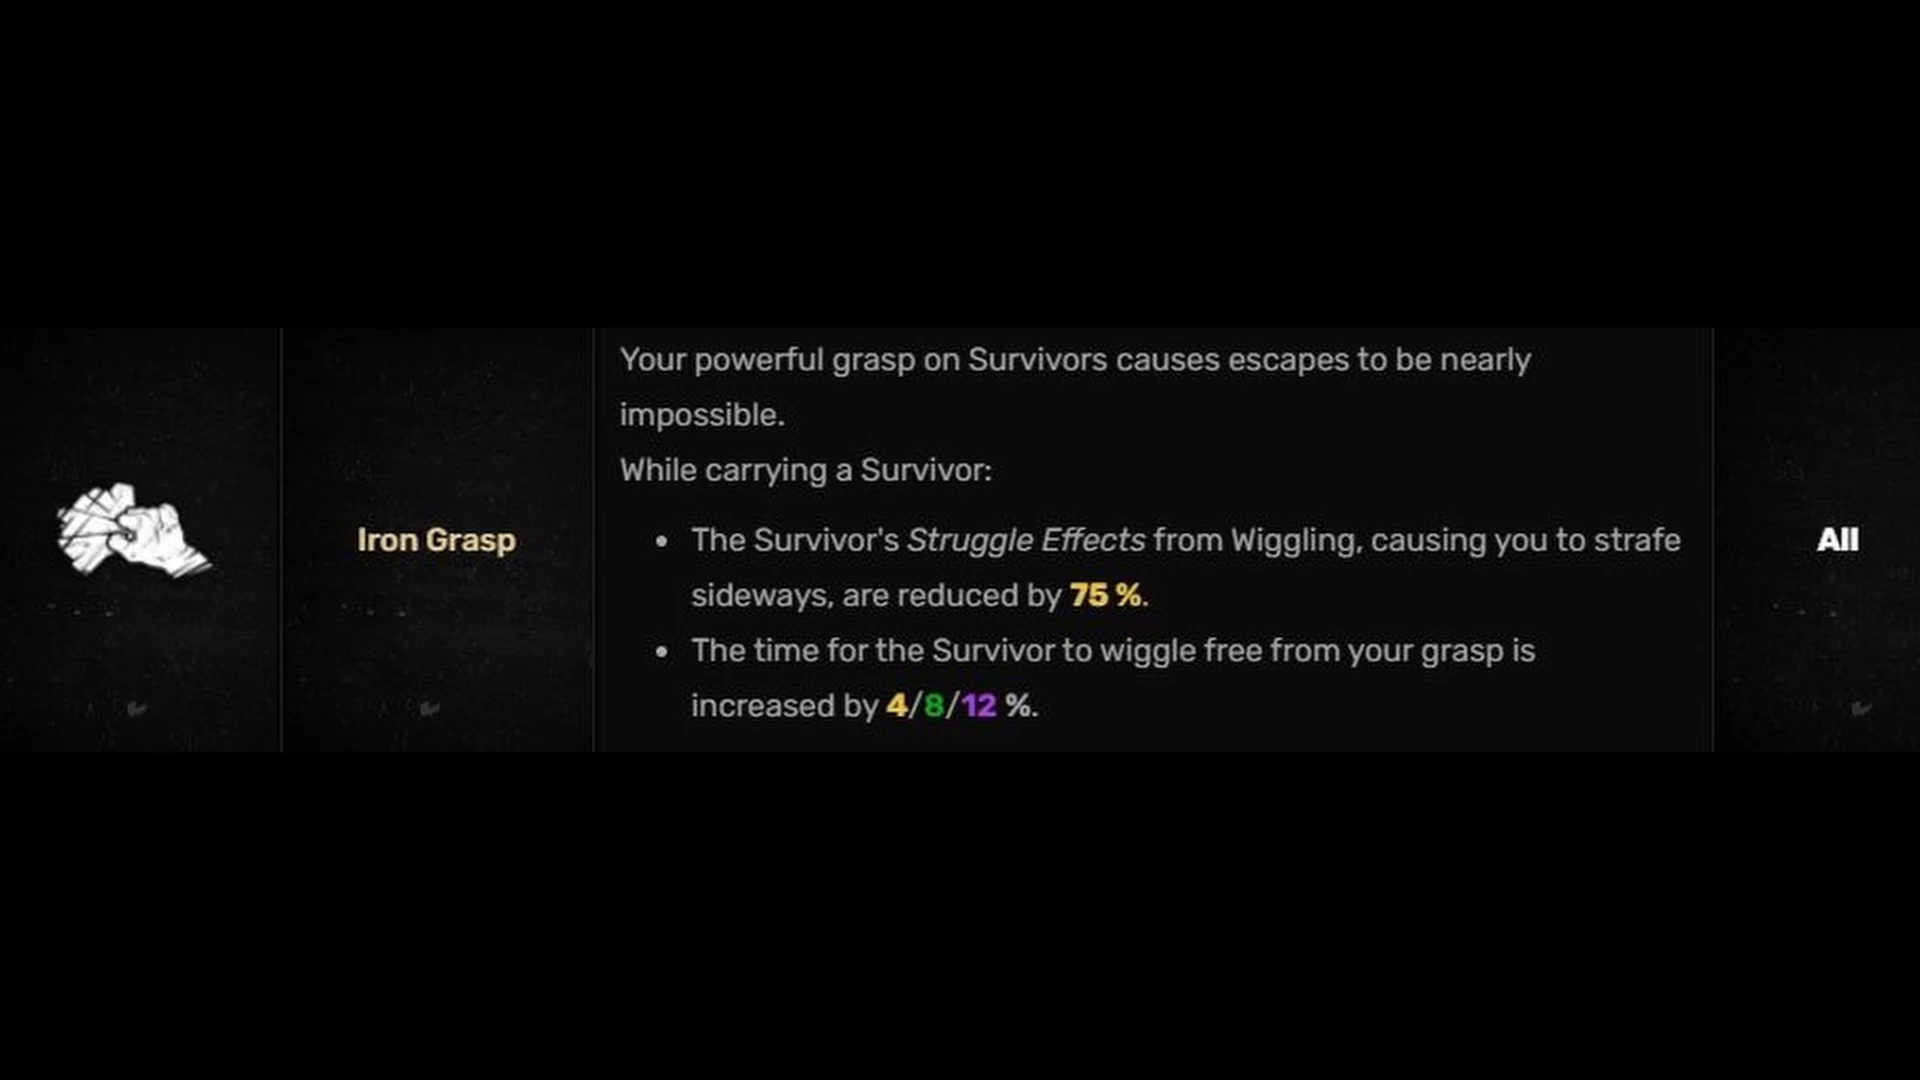 Your powerful grasp on Survivors causes escapes to be nearly
impossible.
While carrying a Survivor:
Iron Grasp
• The Survivor's Struggle Effects from Wiggling, causing you to strafe
sideways, are reduced by 75 %.
All
• The time for the Survivor to wiggle free from your grasp is
increased by 4/8/12 %.